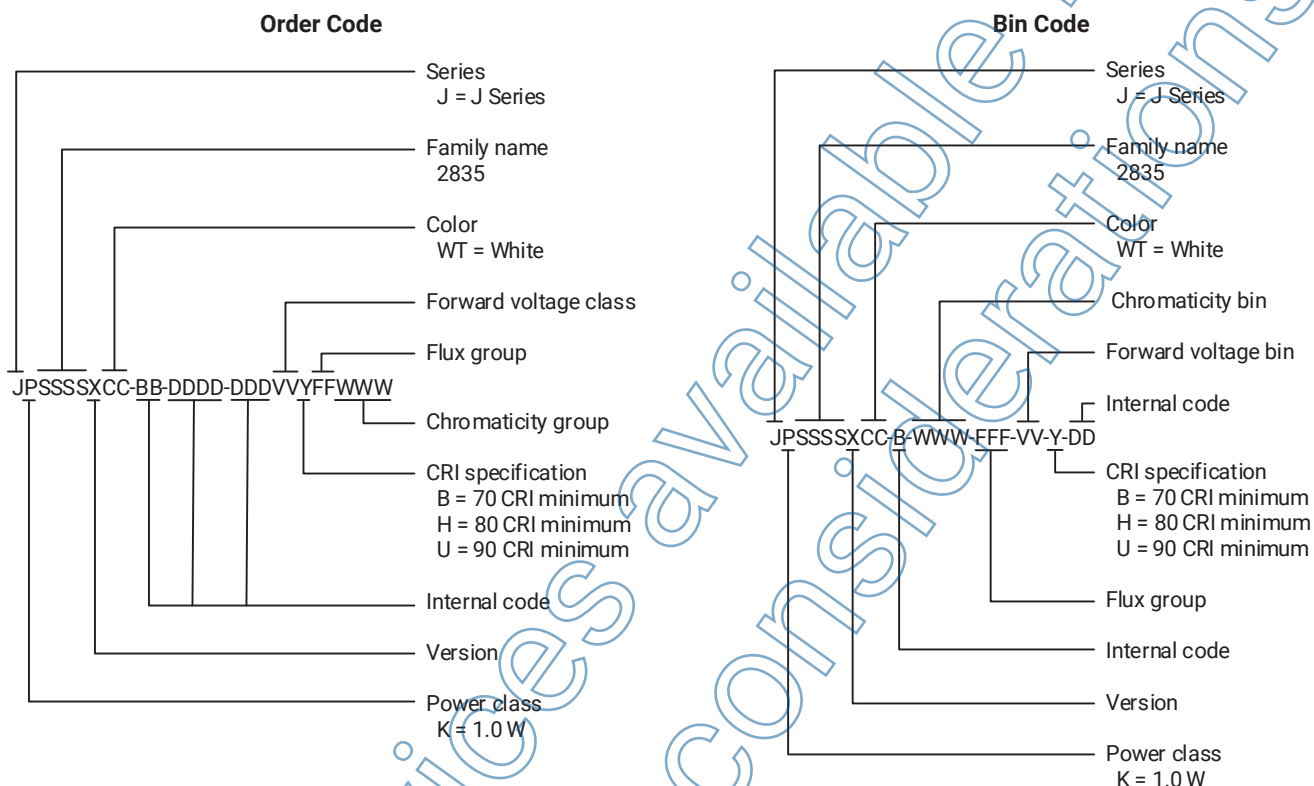 Order Code
Series
J = J Series
Family name
2835
Color
WT = White
Forward voltage class
Flux group
JPSSSSXCC-BB-DDDD-DDDVVYFFWWW
Chromaticity group
CRI specification
B = 70 CRI minimum
H = 80 CRI minimum
U = 90 CRI minimum
Internal code
Version
Power class
K = 1.0 W
Bin Code
Series
J = J Series
Family name
2835
Color
WT = White
Chromaticity bin
Forward voltage bin
Internal code
JPSSSSXCC-B-WWW-FFF-VV-Y-DD
CRI specification
B = 70 CRI minimum
H = 80 CRI minimum
U = 90 CRI minimum
Flux group
Internal code
Version
Power class
K = 1.0 W
available
considerations